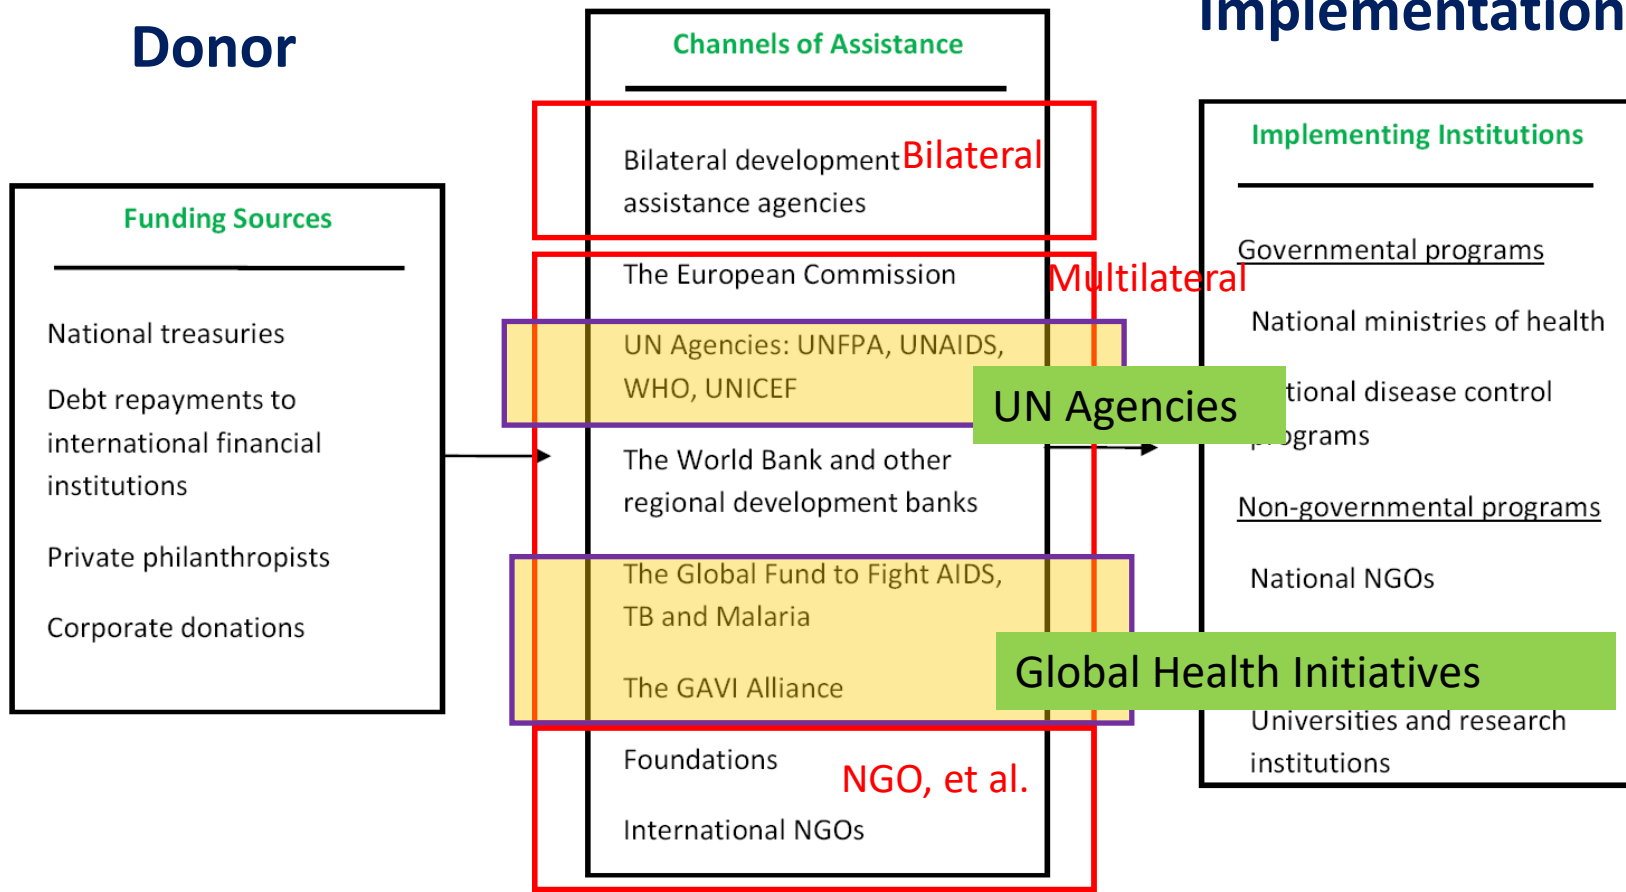 Donor
Funding Sources
National treasuries
Debt repayments to
international financial
institutions
Private philanthropists
Corporate donations
Channels of Assistance
Bilateral development
Bilateral
assistance agencies
The European Commission
Multilateral
UN Agencies: UNFPA, UNAIDS,
WHO, UNICEF
UN Agencies
The World Bank and other
regional development banks
The Global Fund to Fight AIDS,
TB and Malaria
The GAVI Alliance
Global Health Initiatives
Foundations
NGO, et al.
International NGOs
Implementation
Implementing Institutions
Governmental programs
National ministries of health
disease control
Non-governmental programs
National NGOs
Universities and research
institutions